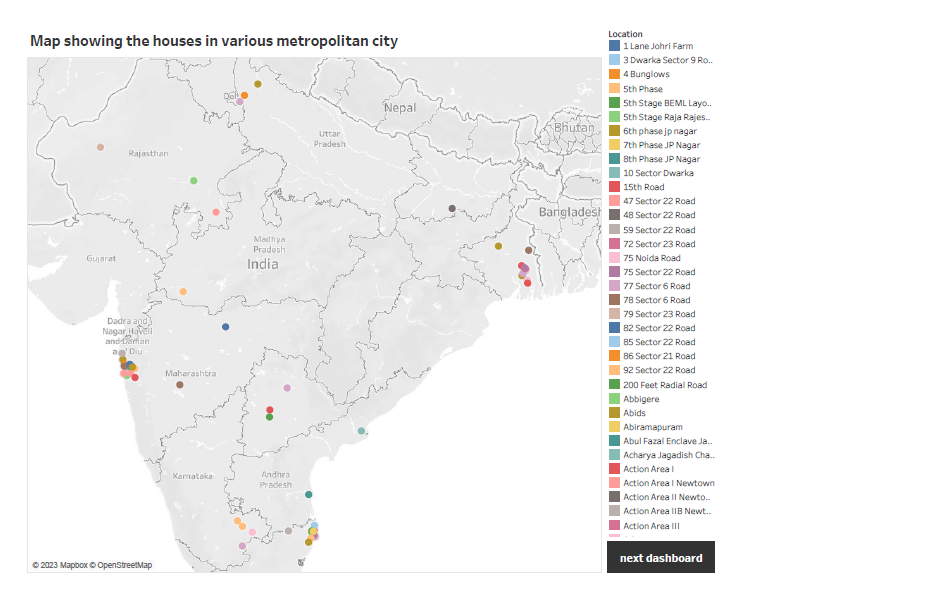 Map showing the houses in various metropolitan city
Location
1 Lane Johri Farm
3 Dwarka Sector 9 Ro..
4 Bunglows
5th Phase
5th Stage BEML Layo..
5th Stage Raja Rajes..
6th phase jp nagar
7th Phase JP Nagar
8th Phase JP Nagar
10 Sector Dwarka
15th Road
47 Sector 22 Road
48 Sector 22 Road
59 Sector 22 Road
72 Sector 23 Road
75 Noida Road
75 Sector 22 Road
77 Sector 6 Road
78 Sector 6 Road
79 Sector 23 Road
82 Sector 22 Road
85 Sector 22 Road
86 Sector 21 Road
92 Sector 22 Road
200 Feet Radial Road
Abbigere
Abids
Abiramapuram
Abul Fazal Enclave Ja..
Acharya Jagadish Cha..
Action Area I
Action Area I Newtown
Action Area II Newto..
Action Area IIB Newt..
Action Area III
next dashboard
Nepal
Bhutan
Uttar
Pradesh
Rajasthan
Bangladesh
Madhya
Pradesh
India
Gujarat
Dadra and
Nagar Haveli
and Daman
Diu
Maharashtra
Karnataka
Andhra
Pradesh
© 2023 Mapbox © OpenStreetMap